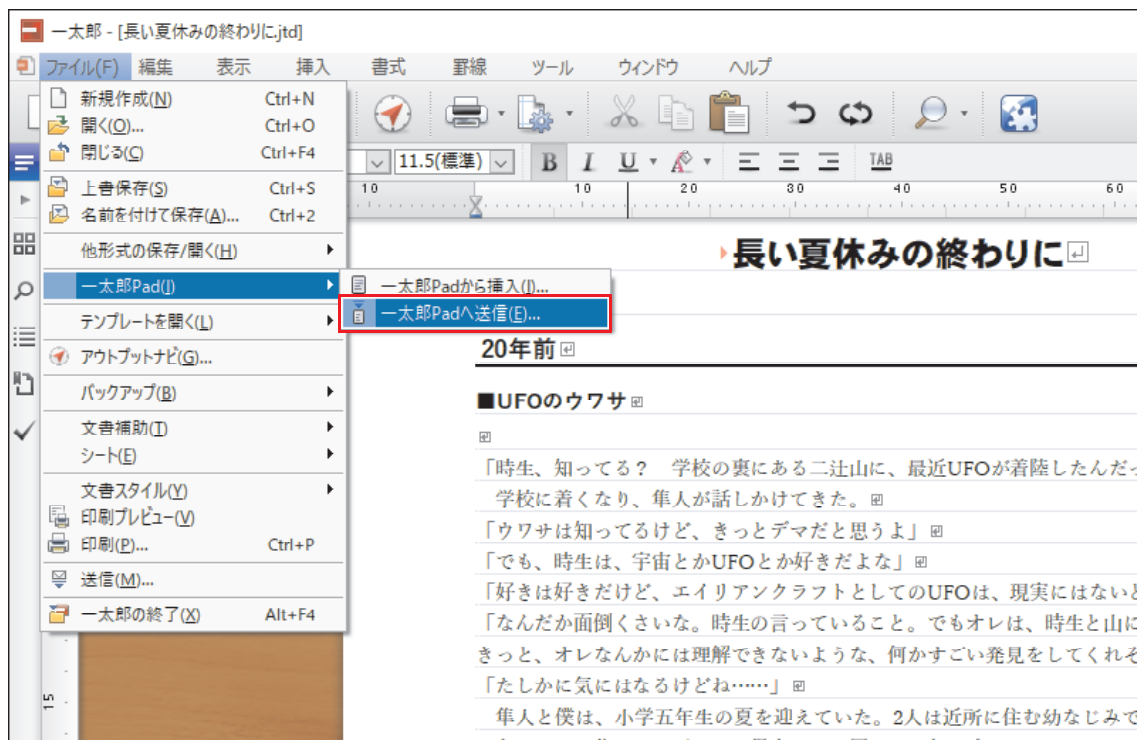 一太郎 - [長い夏休みの終わりに.jtd]
ファイル(F) 編集 表示 挿入 書式 罫線 ツール ウィンドウ ヘルプ
新規作成(N) Ctrl+N
開く(O)... Ctrl+O
閉じる(C) Ctrl+F4
上書保存(S) Ctrl+S
名前を付けて保存(A)... Ctrl+2
他形式の保存/開く(H)
一太郎Pad(J)
テンプレートを開く(L)
アウトプットナビ(G)...
バックアップ(B)
文書補助(T)
シート(E)
文書スタイル(Y)
印刷プレビュー(V)
印刷(P)... Ctrl+P
送信(M)...
一太郎の終了(X) Alt+F4
一太郎Padから挿入(I)...
一太郎Padへ送信(E)...
11.5(標準) B I U TAB
10 10 20 30 40 50 60
15
長い夏休みの終わりに
20年前
■UFOのウワサ
「時生、知ってる？　学校の裏にある二辻山に、最近UFOが着陸したんだっ
学校に着くなり、隼人が話しかけてきた。
「ウワサは知ってるけど、きっとデマだと思うよ」
「でも、時生は、宇宙とかUFOとか好きだよな」
「好きは好きだけど、エイリアンクラフトとしてのUFOは、現実にはないと
「なんだか面倒くさいな。時生の言っていること。でもオレは、時生と山に
きっと、オレなんかには理解できないような、何かすごい発見をしてくれそ
「たしかに気にはなるけどね……」
隼人と僕は、小学五年生の夏を迎えていた。2人は近所に住む幼なじみで